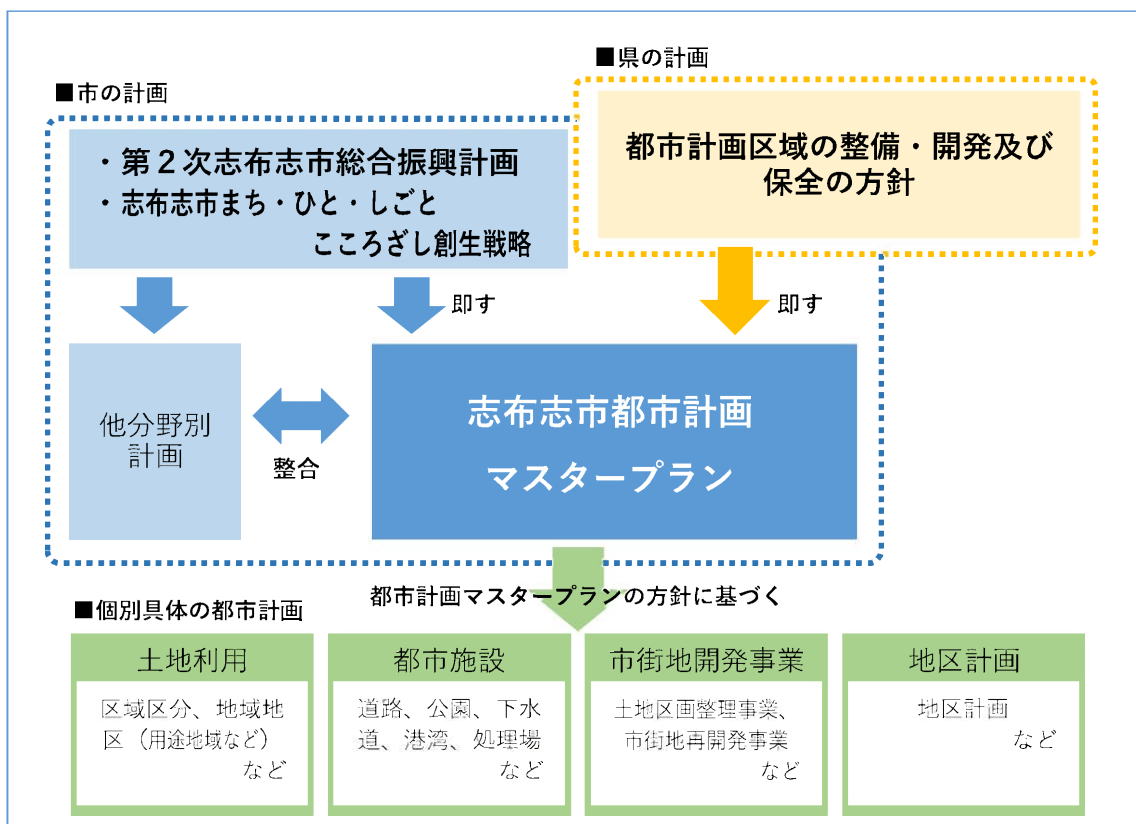 ■県の計画
■市の計画
都市計画区域の整備・開発及び
保全の方針
・第２次志布志市総合振興計画
・志布志市まち・ひと・しごと
こころざし創生戦略
即す
即す
他分野別
計画
整合
志布志市都市計画
マスタープラン
都市計画マスタープランの方針に基づく
■個別具体の都市計画
土地利用
区域区分、地域地
区（用途地域など）
など
都市施設
道路、公園、下水
道、港湾、処理場
など
市街地開発事業
土地区画整理事業、
市街地再開発事業
など
地区計画
地区計画
など